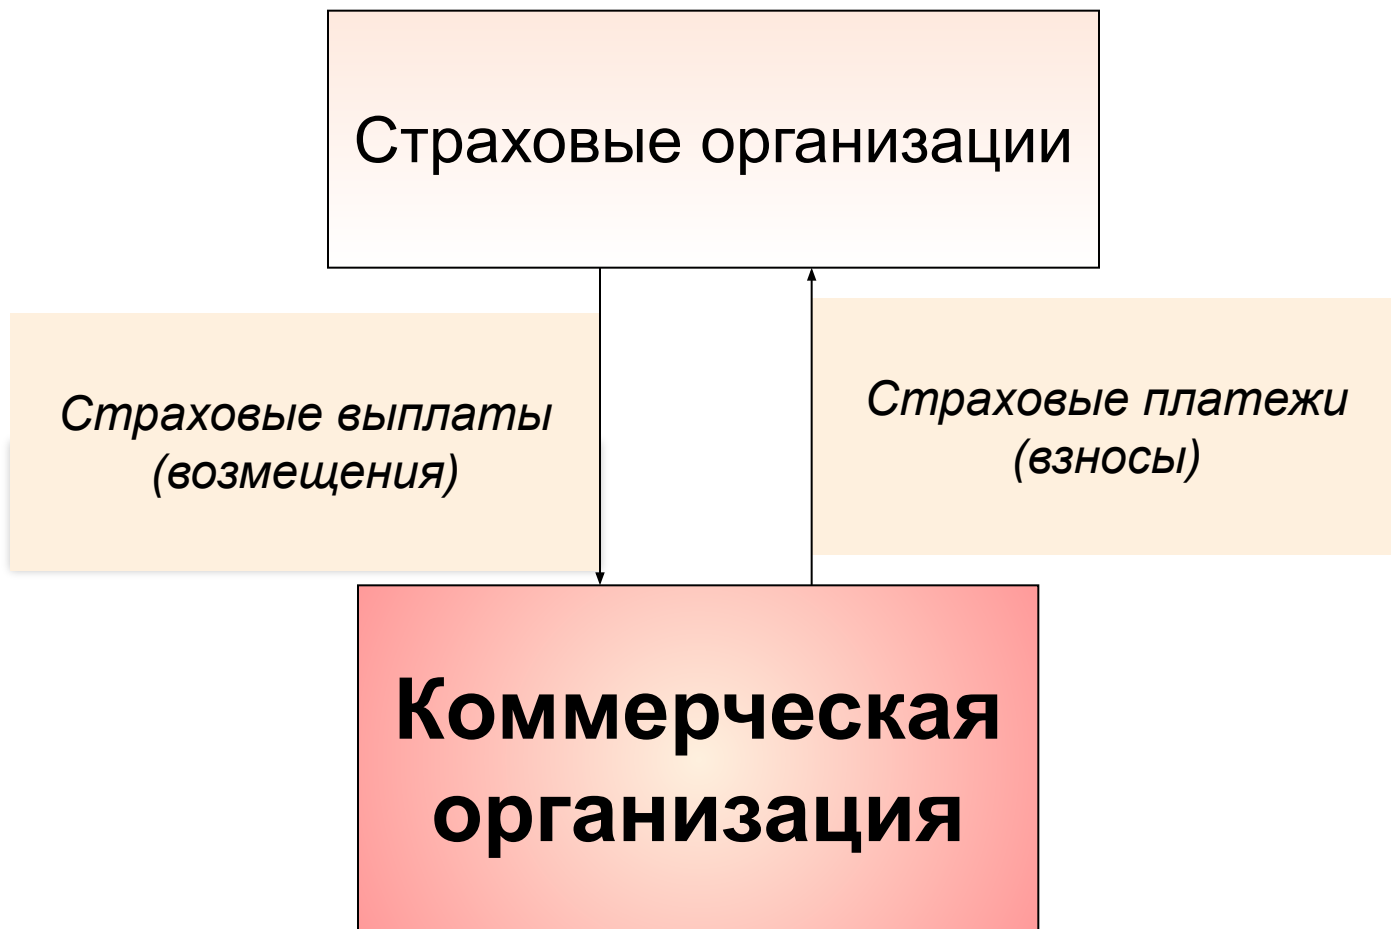 Страховые организации
Страховые выплаты
(возмещения)
Страховые платежи
(взносы)
Коммерческая
организация